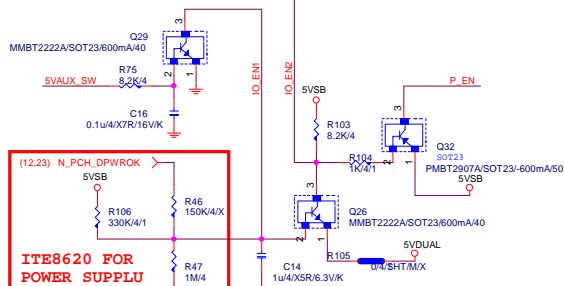 3
Q29
MMBT2222A/SOT23/600mA/40
2
1
R75
8.2K/4
5VAUX_SW
IO_EN1
IO_EN2
C16
0.1u/4/X7R/16V/K
5VSB
R103
8.2K/4
P_EN
3
Q32
SOT23
PMBT2907A/SOT23/-600mA/50
2
1
5VSB
R104
1K/4/1
(12,23) N_PCH_DPWROK
5VSB
R106
330K/4/1
R46
150K/4/X
3
Q26
MMBT2222A/SOT23/600mA/40
2
1
R105
0/4/SHT/M/X
5VDUAL
R47
1M/4
C14
1u/4/X5R/6.3V/K
ITE8620 FOR
POWER SUPPLU